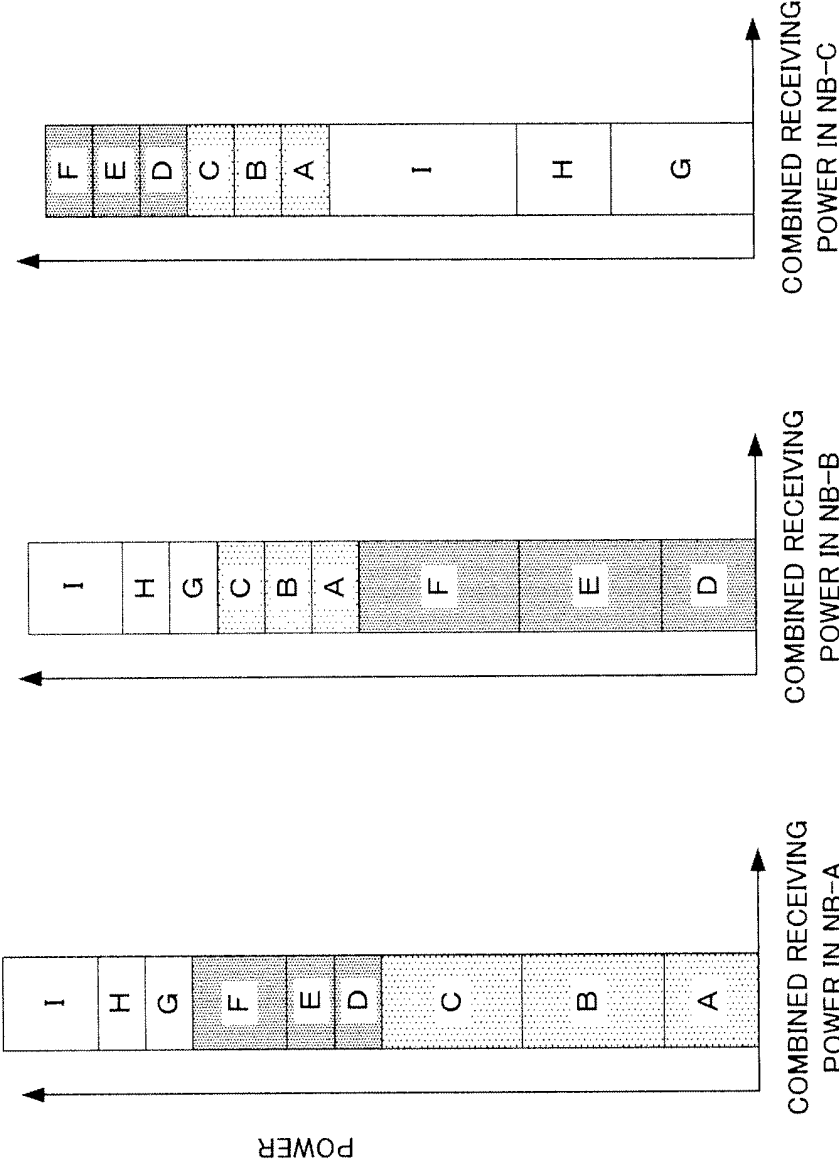 POWER
I
H
G
F
E
D
C
B
A
COMBINED RECEIVING
POWER IN NB-A
I
H
G
C
B
A
F
E
D
COMBINED RECEIVING
POWER IN NB-B
F
E
D
C
B
A
I
H
G
COMBINED RECEIVING
POWER IN NB-C